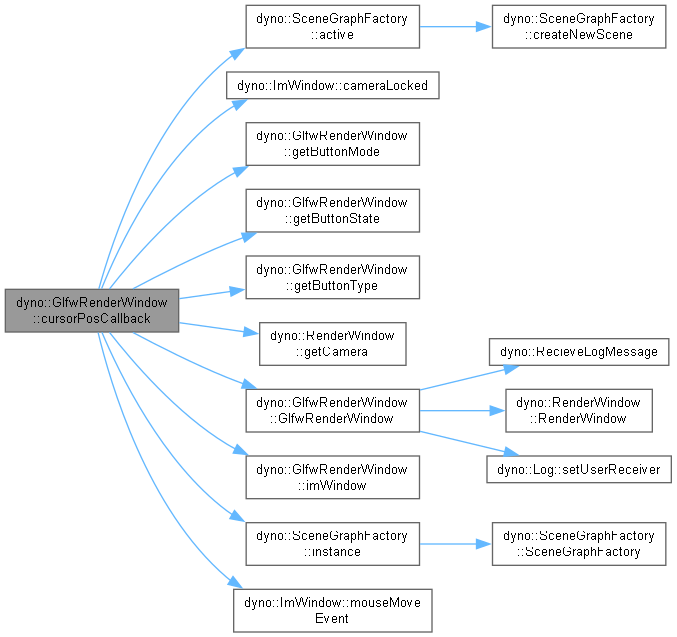 dyno::GlfwRenderWindow
::cursorPosCallback
dyno::SceneGraphFactory
::active
dyno::SceneGraphFactory
::createNewScene
dyno::ImWindow::cameraLocked
dyno::GlfwRenderWindow
::getButtonMode
dyno::GlfwRenderWindow
::getButtonState
dyno::GlfwRenderWindow
::getButtonType
dyno::RenderWindow
::getCamera
dyno::GlfwRenderWindow
::GlfwRenderWindow
dyno::RecieveLogMessage
dyno::RenderWindow
::RenderWindow
dyno::Log::setUserReceiver
dyno::GlfwRenderWindow
::imWindow
dyno::SceneGraphFactory
::instance
dyno::SceneGraphFactory
::SceneGraphFactory
dyno::ImWindow::mouseMove
Event